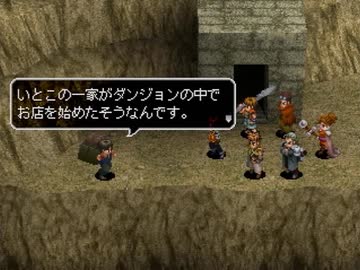 いとこの一家がダンジョンの中で
お店を始めたそうなんです。